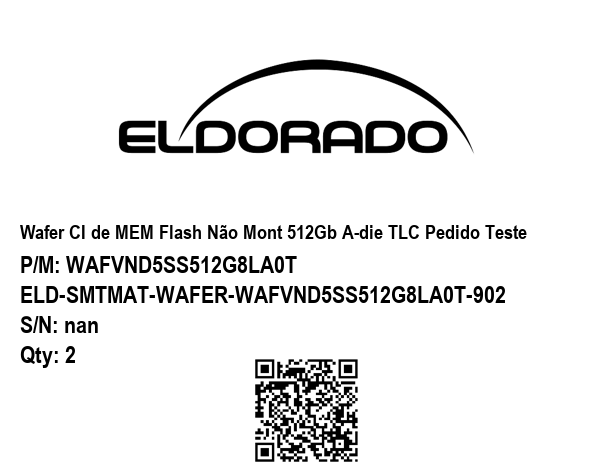 ELDORADO
Wafer CI de MEM Flash Não Mont 512Gb A-die TLC Pedido Teste
P/M: WAFVND5SS512G8LA0T
ELD-SMTMAT-WAFER-WAFVND5SS512G8LA0T-902
S/N: nan
Qty: 2